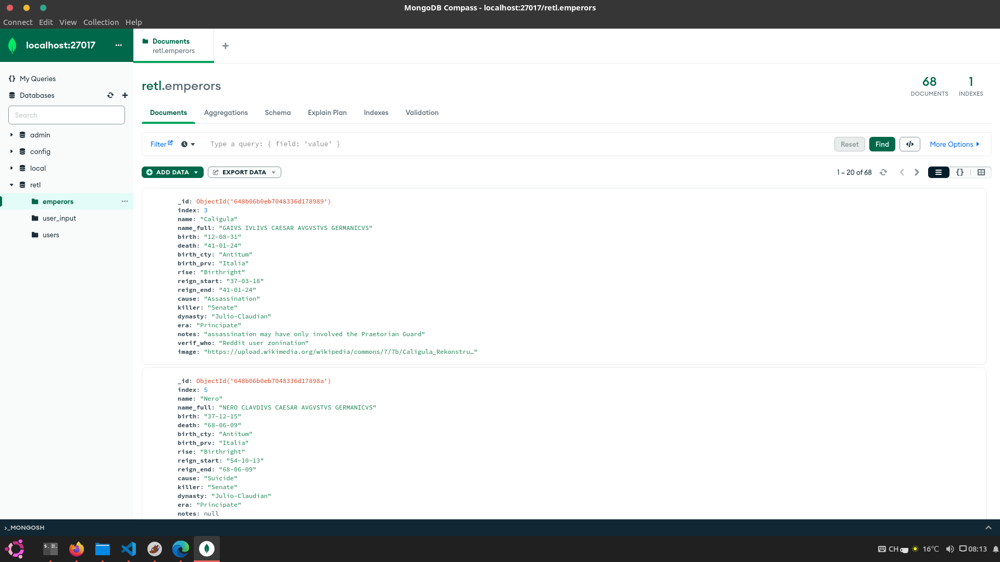 MongoDB Compass - localhost:27017/retl.emperors
Connect Edit View Collection Help
localhost:27017
Documents
retl.emperors
{} My Queries
Databases
Search
admin
config
local
retl
emperors
user_input
users
retl.emperors
68
DOCUMENTS
1
INDEXES
Documents Aggregations Schema Explain Plan Indexes Validation
Filter Type a query: { field: 'value' } Reset Find </> More Options
ADD DATA EXPORT DATA 1 – 20 of 68 {}
_id: ObjectId('648b06b0eb7048336d178989')
index: 3
name: "Caligula"
name_full: "GAIVS IVLIVS CAESAR AVGVSTVS GERMANICVS"
birth: "12-08-31"
death: "41-01-24"
birth_cty: "Antitum"
birth_prv: "Italia"
rise: "Birthright"
reign_start: "37-03-18"
reign_end: "41-01-24"
cause: "Assassination"
killer: "Senate"
dynasty: "Julio-Claudian"
era: "Principate"
notes: "assassination may have only involved the Praetorian Guard"
verif_who: "Reddit user zonination"
image: "https://upload.wikimedia.org/wikipedia/commons/7/7b/Caligula_Rekonstru…"
_id: ObjectId('648b06b0eb7048336d17898a')
index: 5
name: "Nero"
name_full: "NERO CLAVDIVS CAESAR AVGVSTVS GERMANICVS"
birth: "37-12-15"
death: "68-06-09"
birth_cty: "Antitum"
birth_prv: "Italia"
rise: "Birthright"
reign_start: "54-10-13"
reign_end: "68-06-09"
cause: "Suicide"
killer: "Senate"
dynasty: "Julio-Claudian"
era: "Principate"
notes: null
>_MONGOSH
$. #. CH 16℃ 08:13